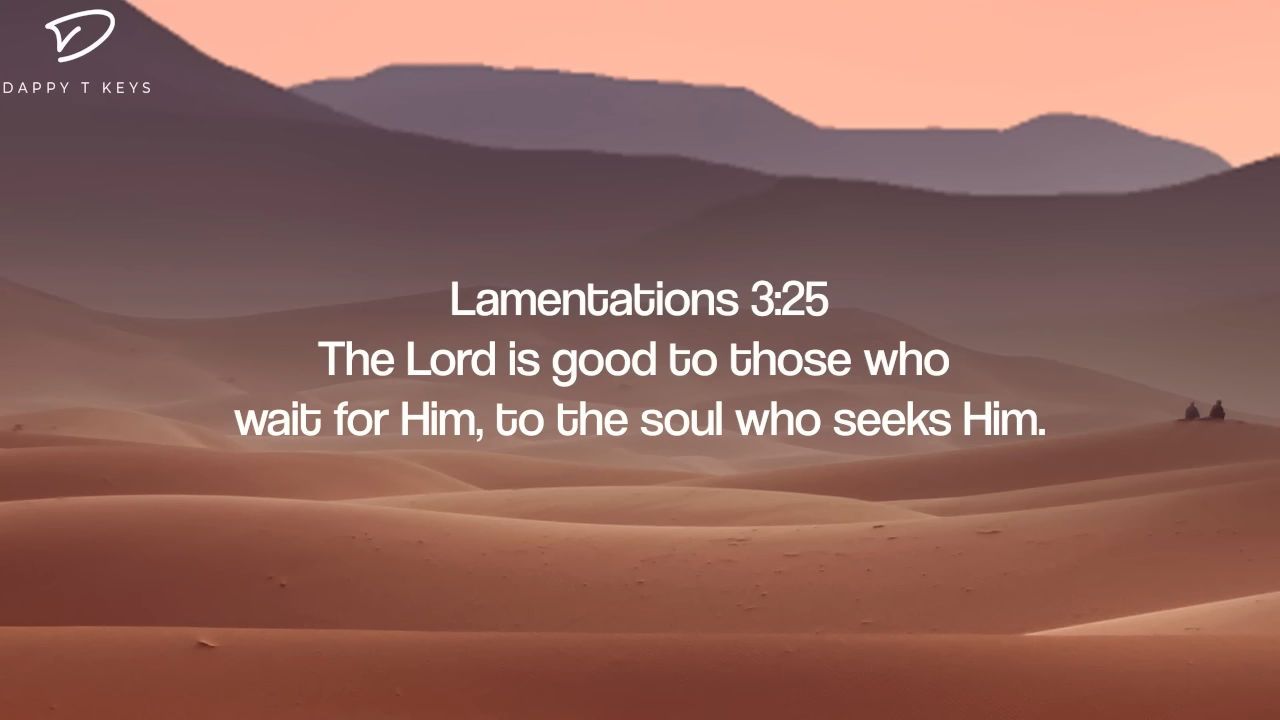 DAPPY T KEYS
Lamentations 3:25
The Lord is good to those who
wait for Him, to the soul who seeks Him.